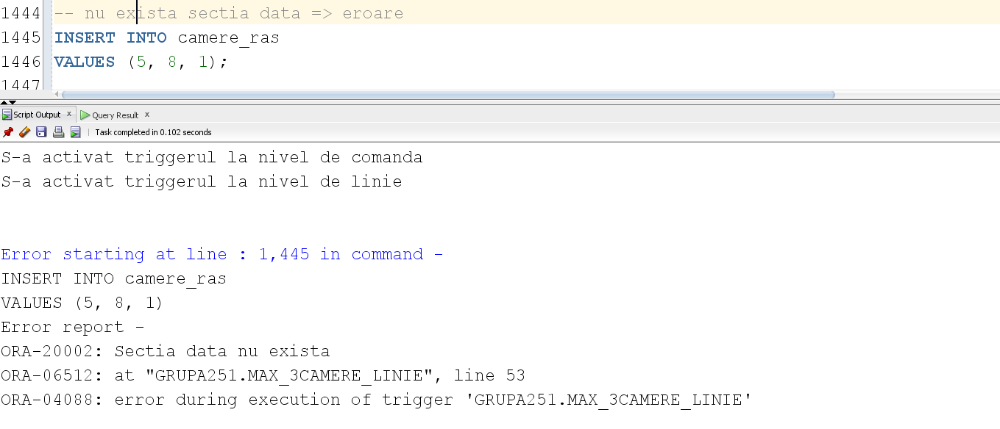 1444 -- nu exista sectia data => eroare
1445 INSERT INTO camere_ras
1446 VALUES (5, 8, 1);
1447
Script Output x Query Result x
Task completed in 0.102 seconds
S-a activat triggerul la nivel de comanda
S-a activat triggerul la nivel de linie
Error starting at line : 1,445 in command -
INSERT INTO camere_ras
VALUES (5, 8, 1)
Error report -
ORA-20002: Sectia data nu exista
ORA-06512: at "GRUPA251.MAX_3CAMERE_LINIE", line 53
ORA-04088: error during execution of trigger 'GRUPA251.MAX_3CAMERE_LINIE'